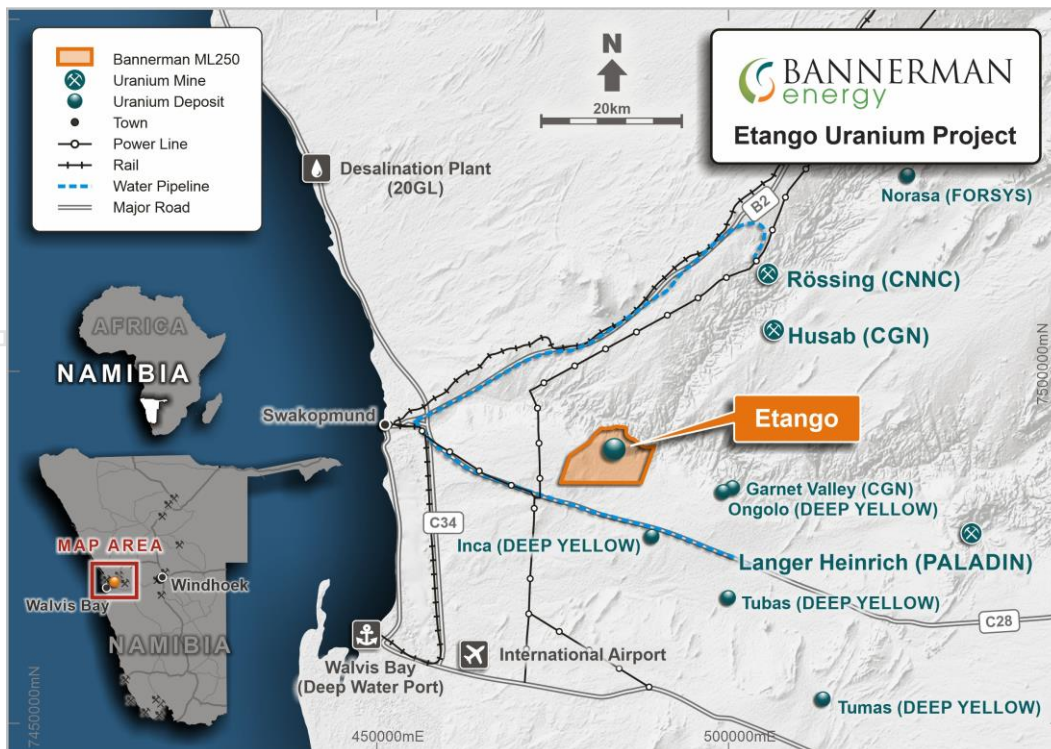 Bannerman ML250
Uranium Mine
Uranium Deposit
Town
Power Line
Rail
Water Pipeline
Major Road
N
20km
BANNERMAN
energy
Etango Uranium Project
Desalination Plant
(20GL)
B2
Norasa (FORSYS)
Rössing (CNNC)
Husab (CGN)
7500000mN
AFRICA
NAMIBIA
Swakopmund
Etango
Garnet Valley (CGN)
Ongolo (DEEP YELLOW)
C34
Inca (DEEP YELLOW)
Langer Heinrich (PALADIN)
MAP AREA
Windhoek
Walvis Bay
NAMIBIA
Tubas (DEEP YELLOW)
C28
Walvis Bay
(Deep Water Port)
International Airport
Tumas (DEEP YELLOW)
7450000mN
450000mE
500000mE